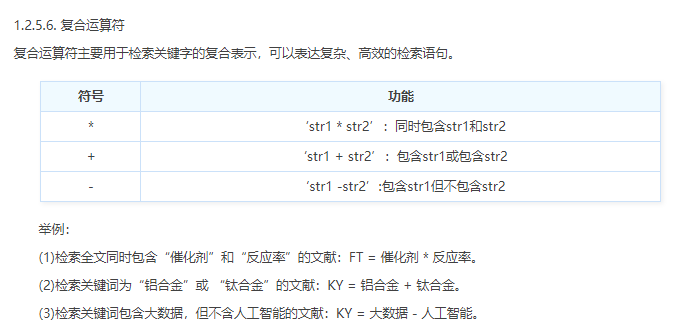 1.2.5.6. 复合运算符
复合运算符主要用于检索关键字的复合表示，可以表达复杂、高效的检索语句。
符号 功能
* ‘str1 * str2’：同时包含str1和str2
+ ‘str1 + str2’：包含str1或包含str2
- ‘str1 -str2’:包含str1但不包含str2
举例：
(1)检索全文同时包含“催化剂”和“反应率”的文献：FT = 催化剂 * 反应率。
(2)检索关键词为“铝合金”或 “钛合金”的文献：KY = 铝合金 + 钛合金。
(3)检索关键词包含大数据，但不含人工智能的文献：KY = 大数据 - 人工智能。